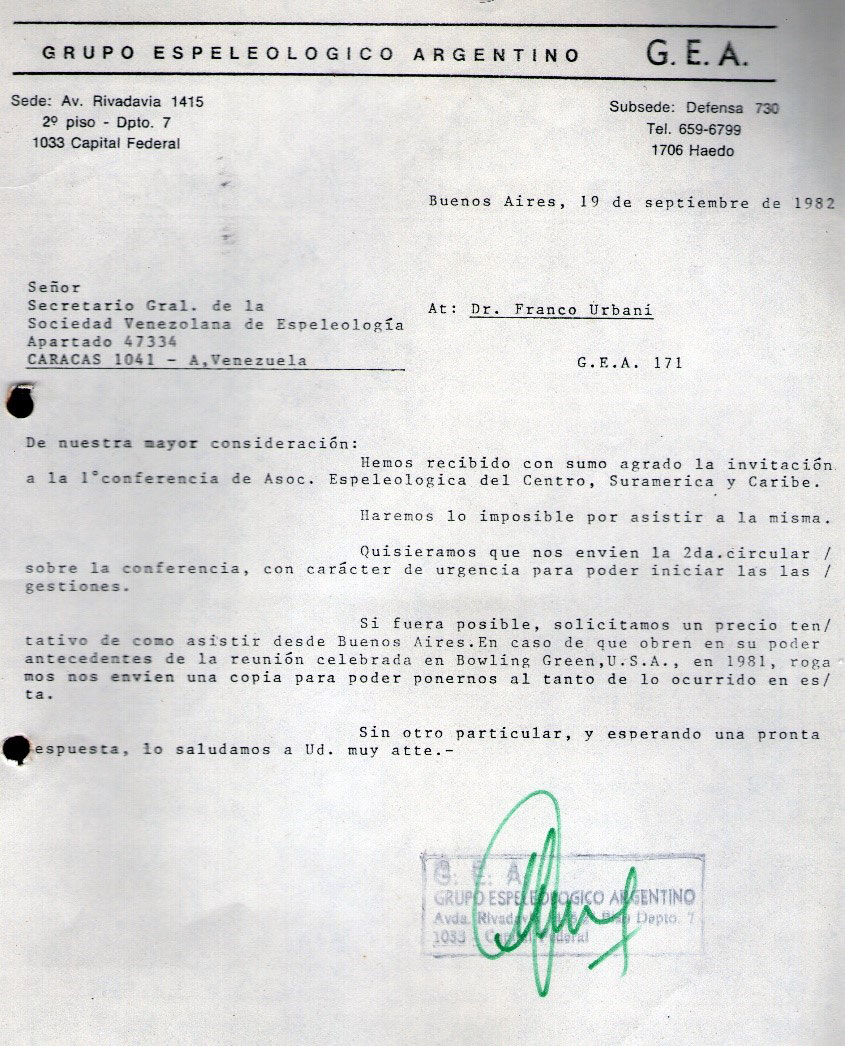 GRUPO ESPELEOLOGICO ARGENTINO G. E. A.
Sede: Av. Rivadavia 1415
2º piso - Dpto. 7
1033 Capital Federal
Subsede: Defensa 730
Tel. 659-6799
1706 Haedo
Buenos Aires, 19 de septiembre de 1982
Señor
Secretario Gral. de la
Sociedad Venezolana de Espeleología
Apartado 47334
CARACAS 1041 - A,Venezuela
At: Dr. Franco Urbani
G.E.A. 171
De nuestra mayor consideración:
Hemos recibido con sumo agrado la invitación
a la 1°conferencia de Asoc. Espeleologica del Centro, Suramerica y Caribe.
Haremos lo imposible por asistir a la misma.
Quisieramos que nos envien la 2da.circular /
sobre la conferencia, con carácter de urgencia para poder iniciar las las /
gestiones.
Si fuera posible, solicitamos un precio ten/
tativo de como asistir desde Buenos Aires.En caso de que obren en su poder
antecedentes de la reunión celebrada en Bowling Green,U.S.A., en 1981, roga
mos nos envien una copia para poder ponernos al tanto de lo ocurrido en es/
ta.
Sin otro particular, y esperando una pronta
espuesta, lo saludamos a Ud. muy atte.-
G. E. A.
GRUPO ESPELEOLOGICO ARGENTINO
Avda. Rivadavia Piso Depto. 7
1033 Capital Federal